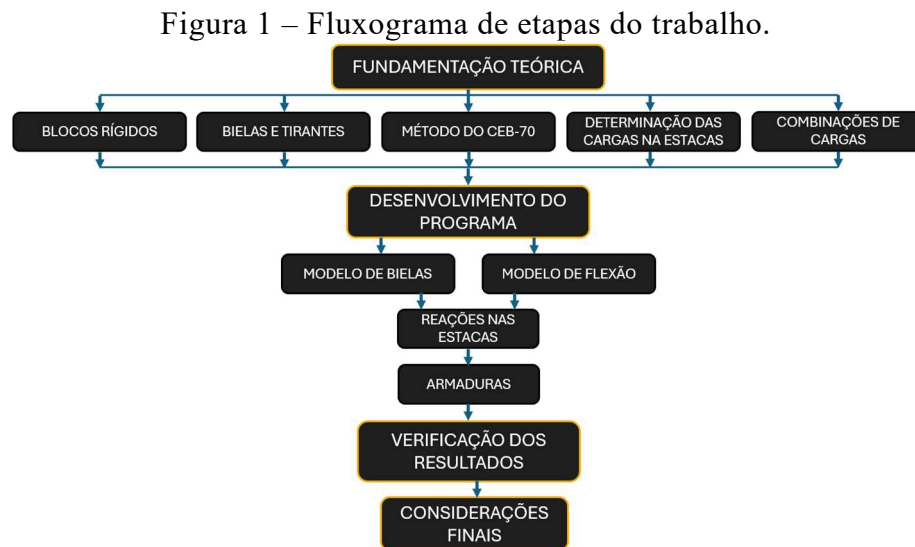 Figura 1 – Fluxograma de etapas do trabalho.
FUNDAMENTAÇÃO TEÓRICA
BLOCOS RÍGIDOS
BIELAS E TIRANTES
MÉTODO DO CEB-70
DETERMINAÇÃO DAS
CARGAS NA ESTACAS
COMBINAÇÕES DE
CARGAS
DESENVOLVIMENTO DO
PROGRAMA
MODELO DE BIELAS
MODELO DE FLEXÃO
REAÇÕES NAS
ESTACAS
ARMADURAS
VERIFICAÇÃO DOS
RESULTADOS
CONSIDERAÇÕES
FINAIS